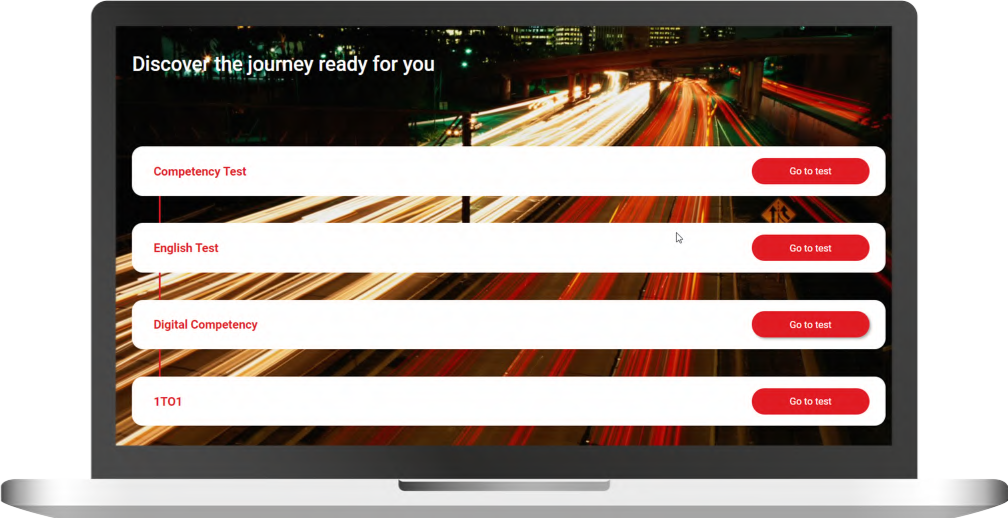 Discover the journey ready for you
Competency Test
Go to test
English Test
Go to test
Digital Competency
Go to test
1TO1
Go to test